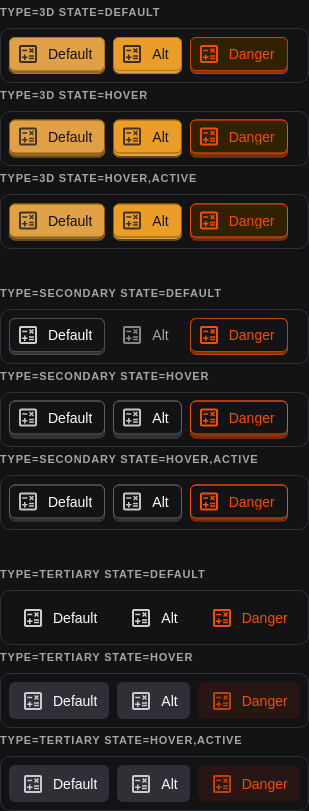 TYPE=3D STATE=DEFAULT
Default Alt Danger
TYPE=3D STATE=HOVER
Default Alt Danger
TYPE=3D STATE=HOVER,ACTIVE
Default Alt Danger
TYPE=SECONDARY STATE=DEFAULT
Default Alt Danger
TYPE=SECONDARY STATE=HOVER
Default Alt Danger
TYPE=SECONDARY STATE=HOVER,ACTIVE
Default Alt Danger
TYPE=TERTIARY STATE=DEFAULT
Default Alt Danger
TYPE=TERTIARY STATE=HOVER
Default Alt Danger
TYPE=TERTIARY STATE=HOVER,ACTIVE
Default Alt Danger